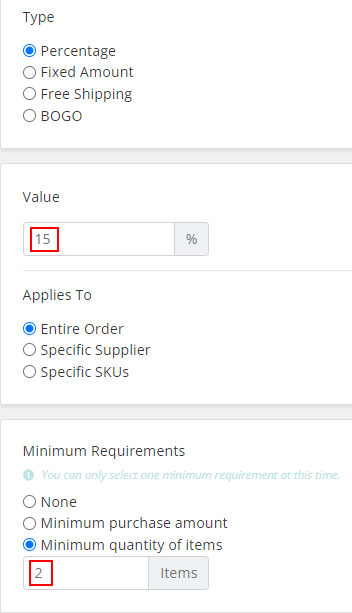 Type
Percentage
Fixed Amount
Free Shipping
BOGO
Value
15 %
Applies To
Entire Order
Specific Supplier
Specific SKUs
Minimum Requirements
You can only select one minimum requirement at this time.
None
Minimum purchase amount
Minimum quantity of items
2 Items